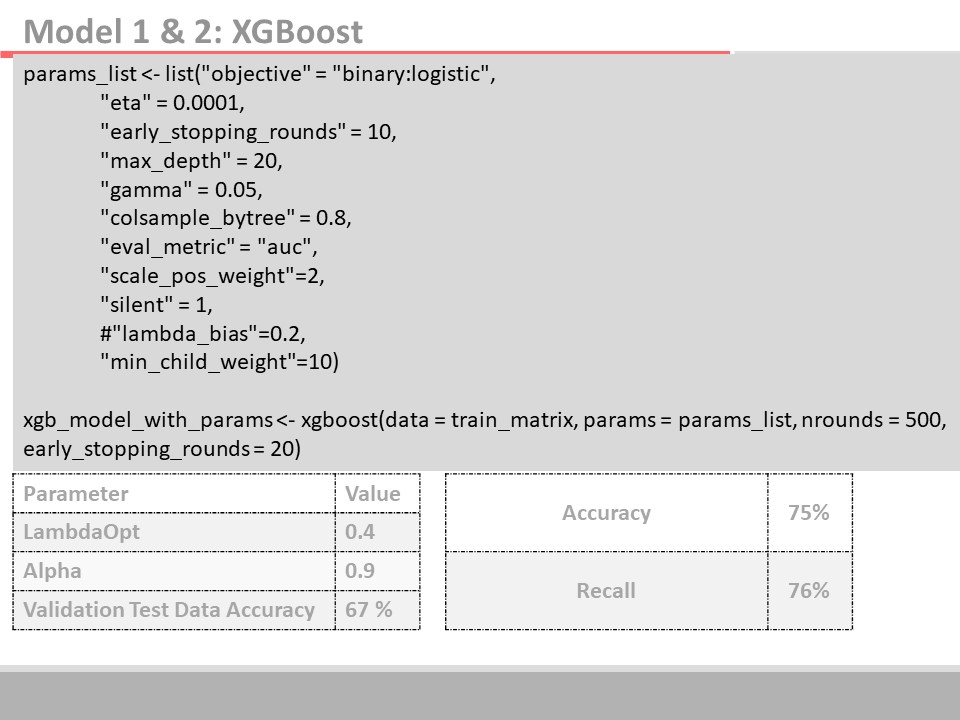 Model 1 & 2: XGBoost
params_list <- list("objective" = "binary:logistic",
"eta" = 0.0001,
"early_stopping_rounds" = 10,
"max_depth" = 20,
"gamma" = 0.05,
"colsample_bytree" = 0.8,
"eval_metric" = "auc",
"scale_pos_weight"=2,
"silent" = 1,
#"lambda_bias"=0.2,
"min_child_weight"=10)
xgb_model_with_params <- xgboost(data = train_matrix, params = params_list, nrounds = 500,
early_stopping_rounds = 20)
Parameter Value
LambdaOpt 0.4
Alpha 0.9
Validation Test Data Accuracy 67 %
Accuracy 75%
Recall 76%